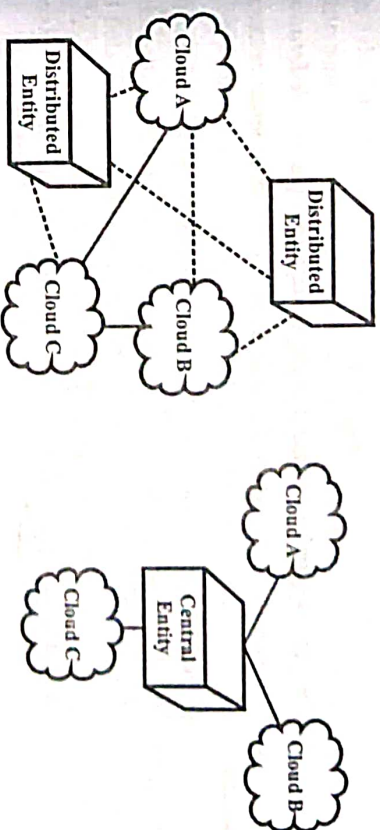 Distributed
Entity
Cloud A
Cloud B
Distributed
Entity
Cloud C
Cloud A
Cloud B
Central
Entity
Cloud C